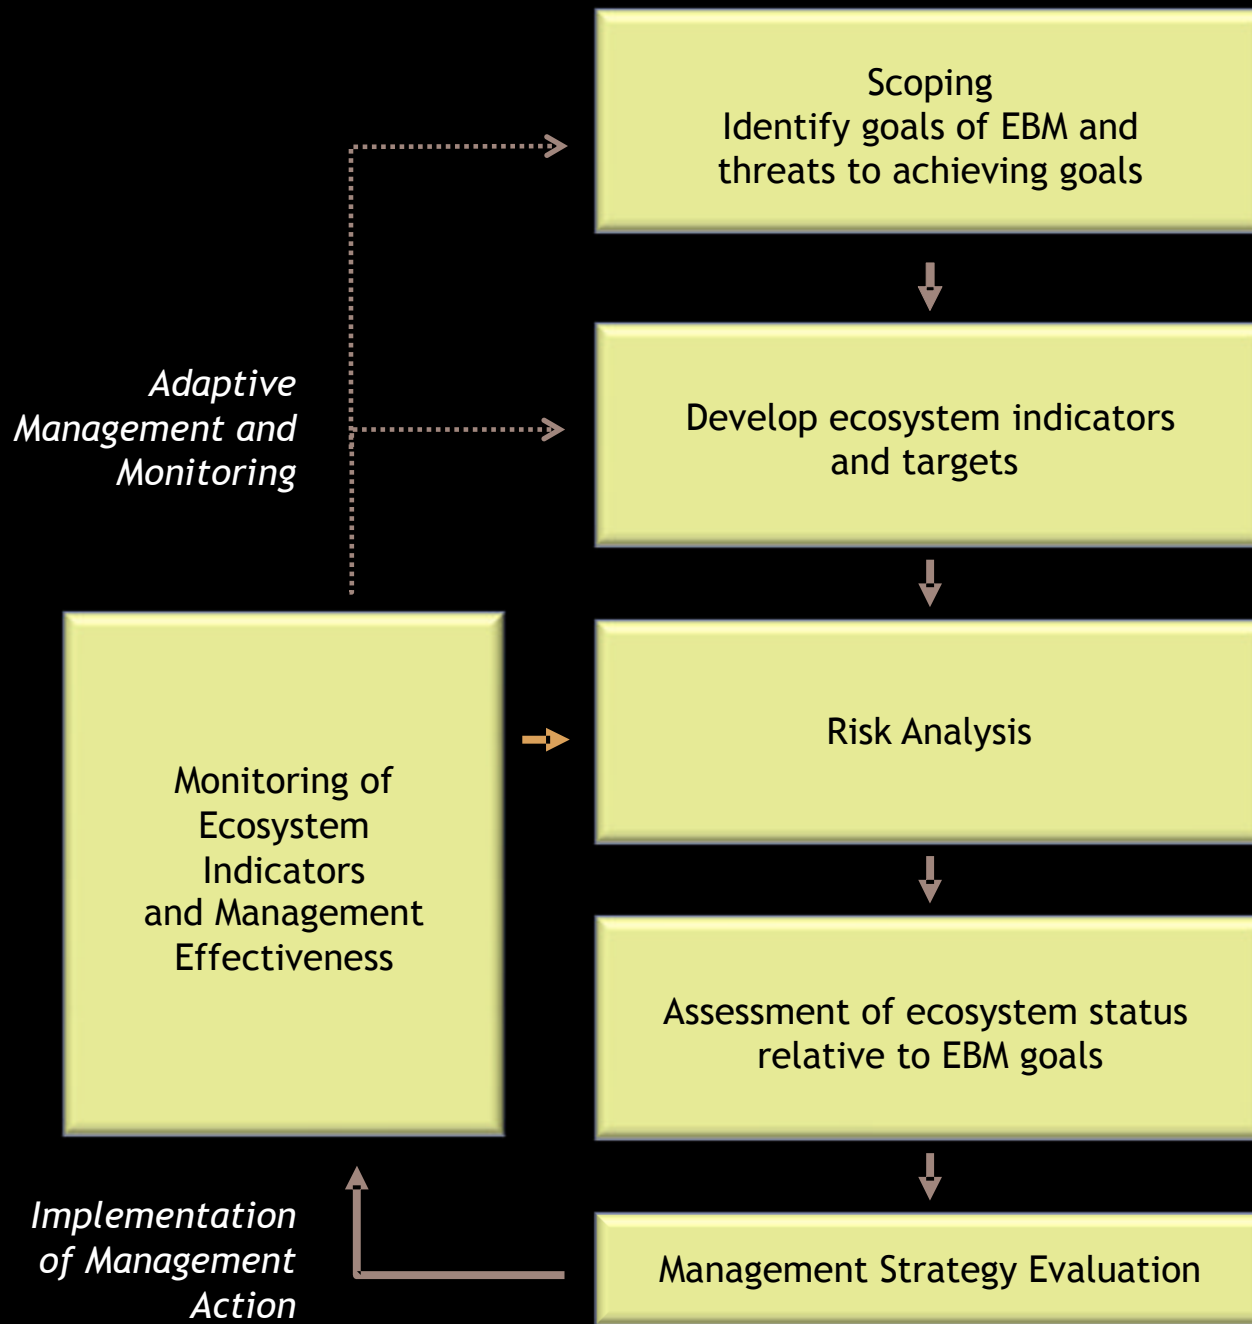 Scoping
Identify goals of EBM and
threats to achieving goals
Adaptive
Management and
Monitoring
Develop ecosystem indicators
and targets
Risk Analysis
Monitoring of
Ecosystem
Indicators
and Management
Effectiveness
Assessment of ecosystem status
relative to EBM goals
Implementation
of Management
Action
Management Strategy Evaluation